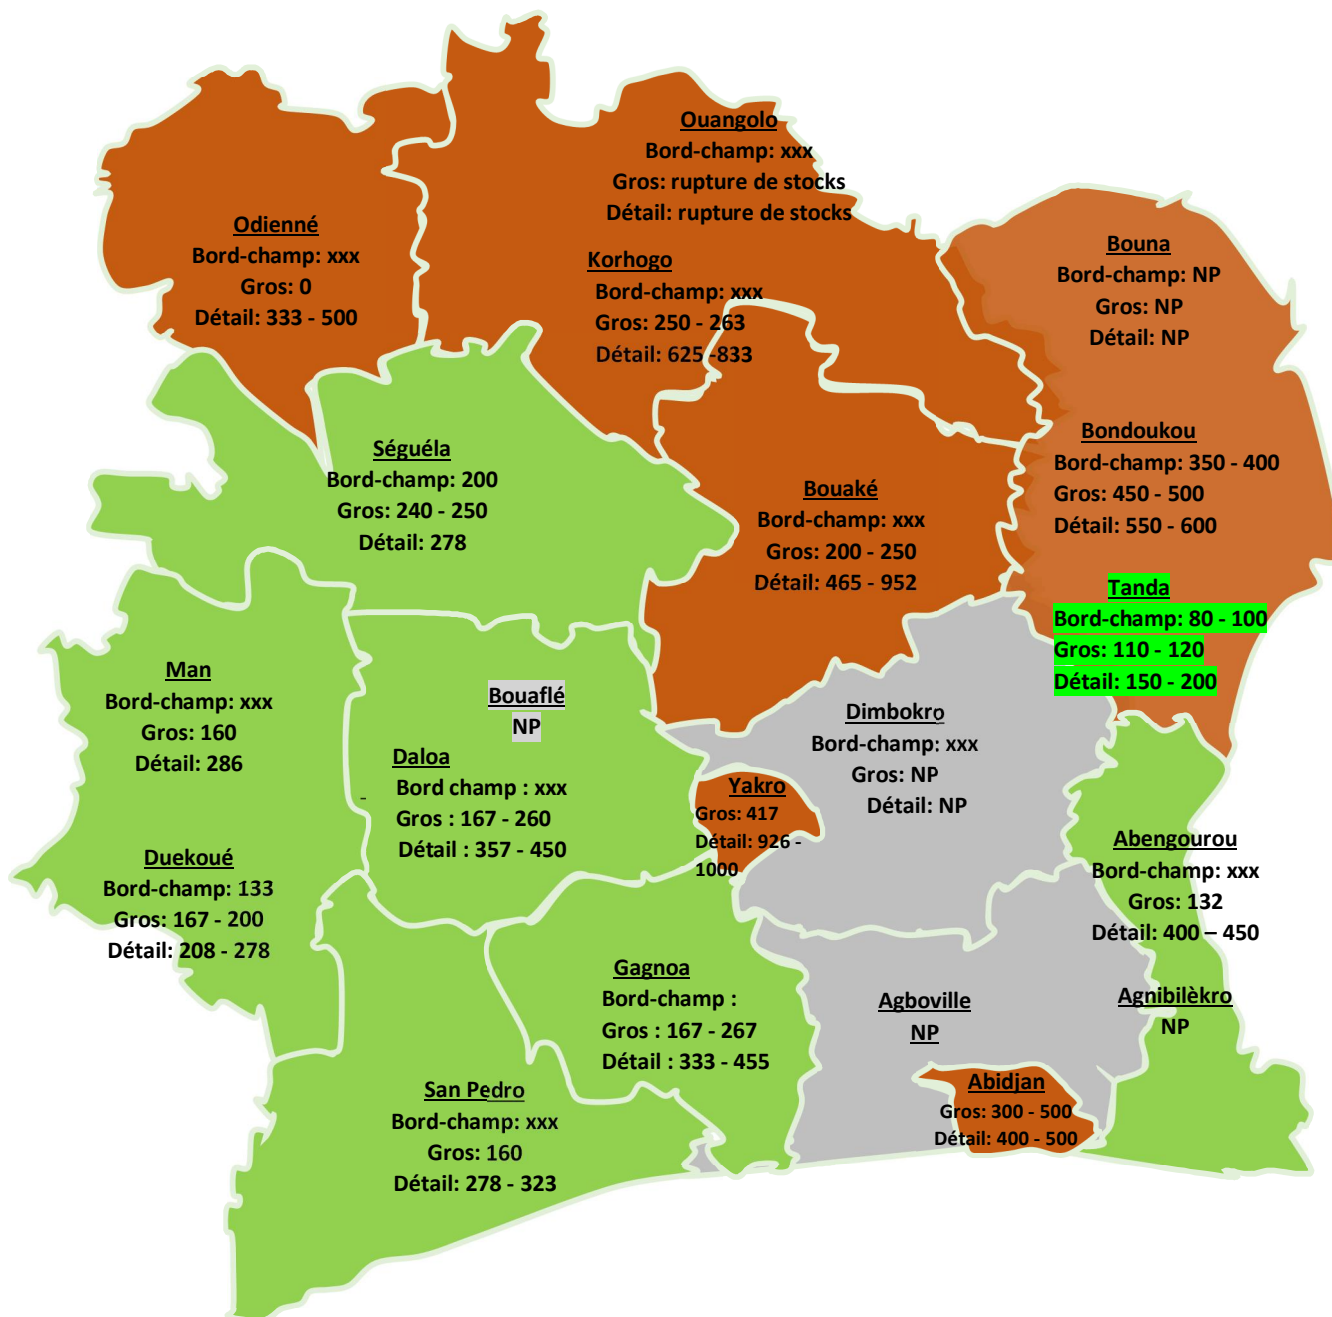 Ouangolo
Bord-champ: xxx
Gros: rupture de stocks
Détail: rupture de stocks
Odienné
Bord-champ: xxx
Gros: 0
Détail: 333 - 500
Korhogo
Bord-champ: xxx
Gros: 250 - 263
Détail: 625 -833
Bouna
Bord-champ: NP
Gros: NP
Détail: NP
Séguéla
Bord-champ: 200
Gros: 240 - 250
Détail: 278
Bouaké
Bord-champ: xxx
Gros: 200 - 250
Détail: 465 - 952
Bondoukou
Bord-champ: 350 - 400
Gros: 450 - 500
Détail: 550 - 600
Tanda
Bord-champ: 80 - 100
Gros: 110 - 120
Détail: 150 - 200
Man
Bord-champ: xxx
Gros: 160
Détail: 286
Bouaflé
NP
Daloa
Bord champ : xxx
Gros : 167 - 260
Détail : 357 - 450
Dimbokro
Bord-champ: xxx
Gros: NP
Détail: NP
Yakro
Gros: 417
Détail: 926 -
1000
Duekoué
Bord-champ: 133
Gros: 167 - 200
Détail: 208 - 278
Abengourou
Bord-champ: xxx
Gros: 132
Détail: 400 – 450
Gagnoa
Bord-champ :
Gros : 167 - 267
Détail : 333 - 455
Agboville
NP
Agnibilèkro
NP
San Pedro
Bord-champ: xxx
Gros: 160
Détail: 278 - 323
Abidjan
Gros: 300 - 500
Détail: 400 - 500